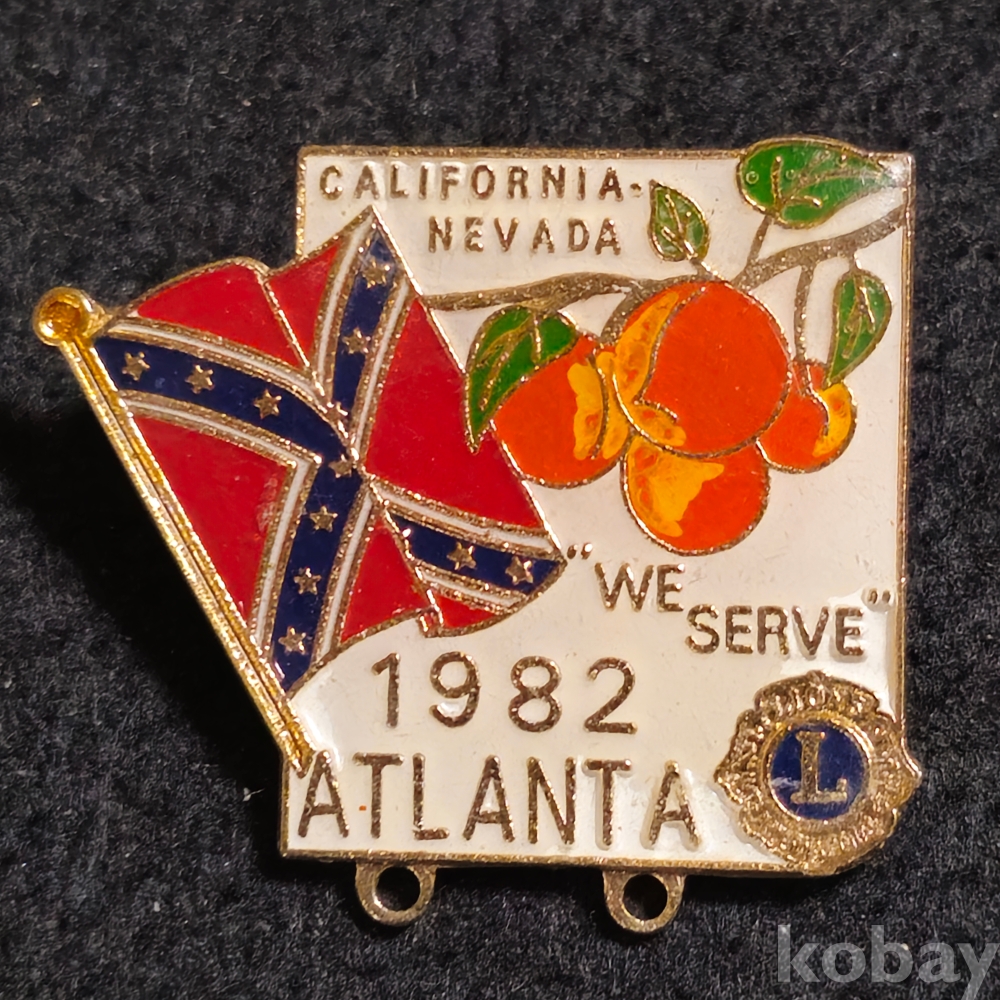 CALIFORNIA-
NEVADA
"WE
SERVE"
1982
ATLANTA
L
kobay